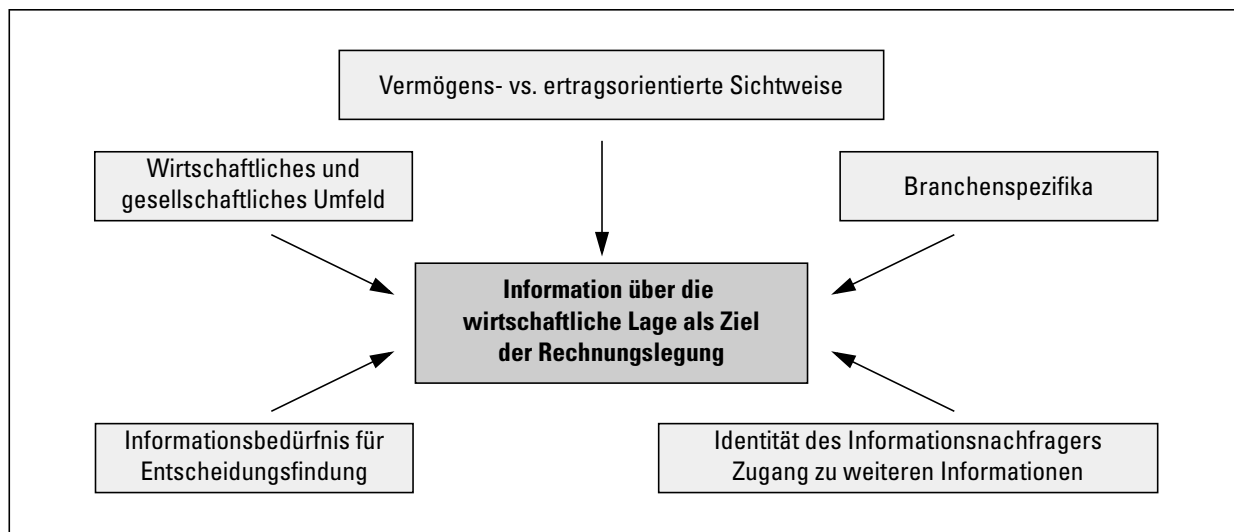 Vermögens- vs. ertragsorientierte Sichtweise
Wirtschaftliches und
gesellschaftliches Umfeld
Branchenspezifika
Information über die
wirtschaftliche Lage als Ziel
der Rechnungslegung
Informationsbedürfnis für
Entscheidungsfindung
Identität des Informationsnachfragers
Zugang zu weiteren Informationen